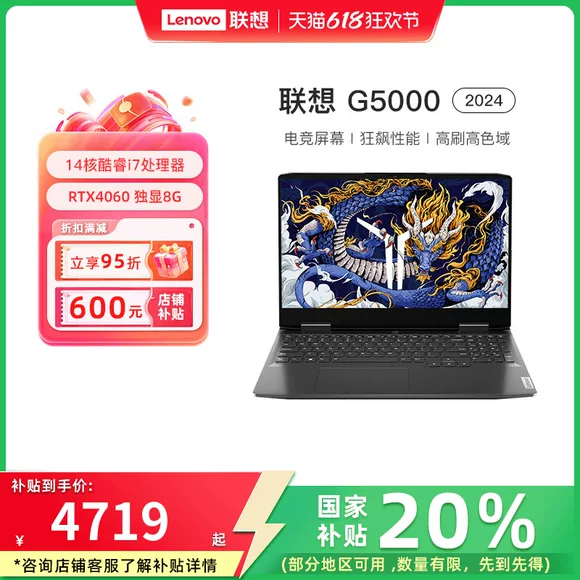 Lenovo 联想 天猫618狂欢节
联想 G5000 2024
电竞屏幕 | 狂飙性能 | 高刷高色域
14核酷睿i7处理器
RTX4060 独显8G
折扣满减
立享95折
600元 店铺补贴
Lenovo
补贴到手价:
¥ 4719 起
*咨询店铺客服了解补贴详情
国家补贴 20%
(部分地区可用,数量有限,先到先得)